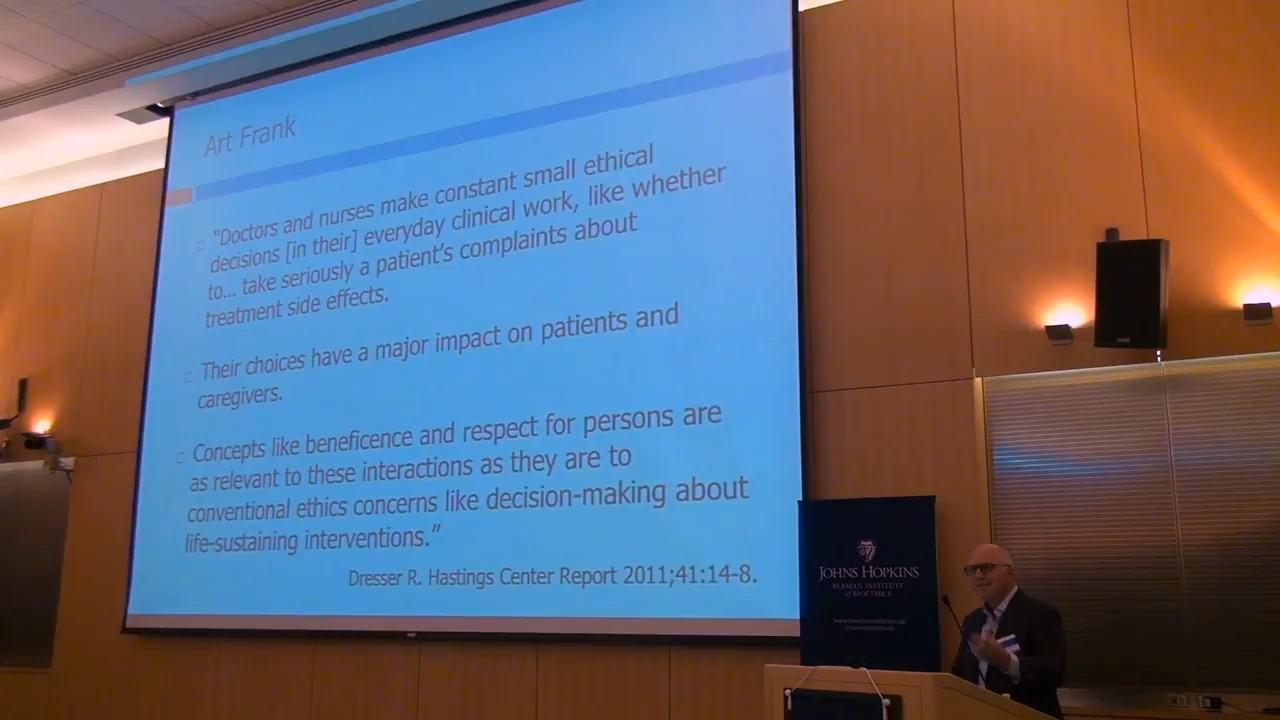 Art Frank
“Doctors and nurses make constant small ethical
decisions [in their] everyday clinical work, like whether
to... take seriously a patient’s complaints about
treatment side effects.
Their choices have a major impact on patients and
caregivers.
Concepts like beneficence and respect for persons are
as relevant to these interactions as they are to
conventional ethics concerns like decision-making about
life-sustaining interventions.”
Dresser R. Hastings Center Report 2011;41:14-8.
JOHNS HOPKINS
BERMAN INSTITUTE
of BIOETHICS